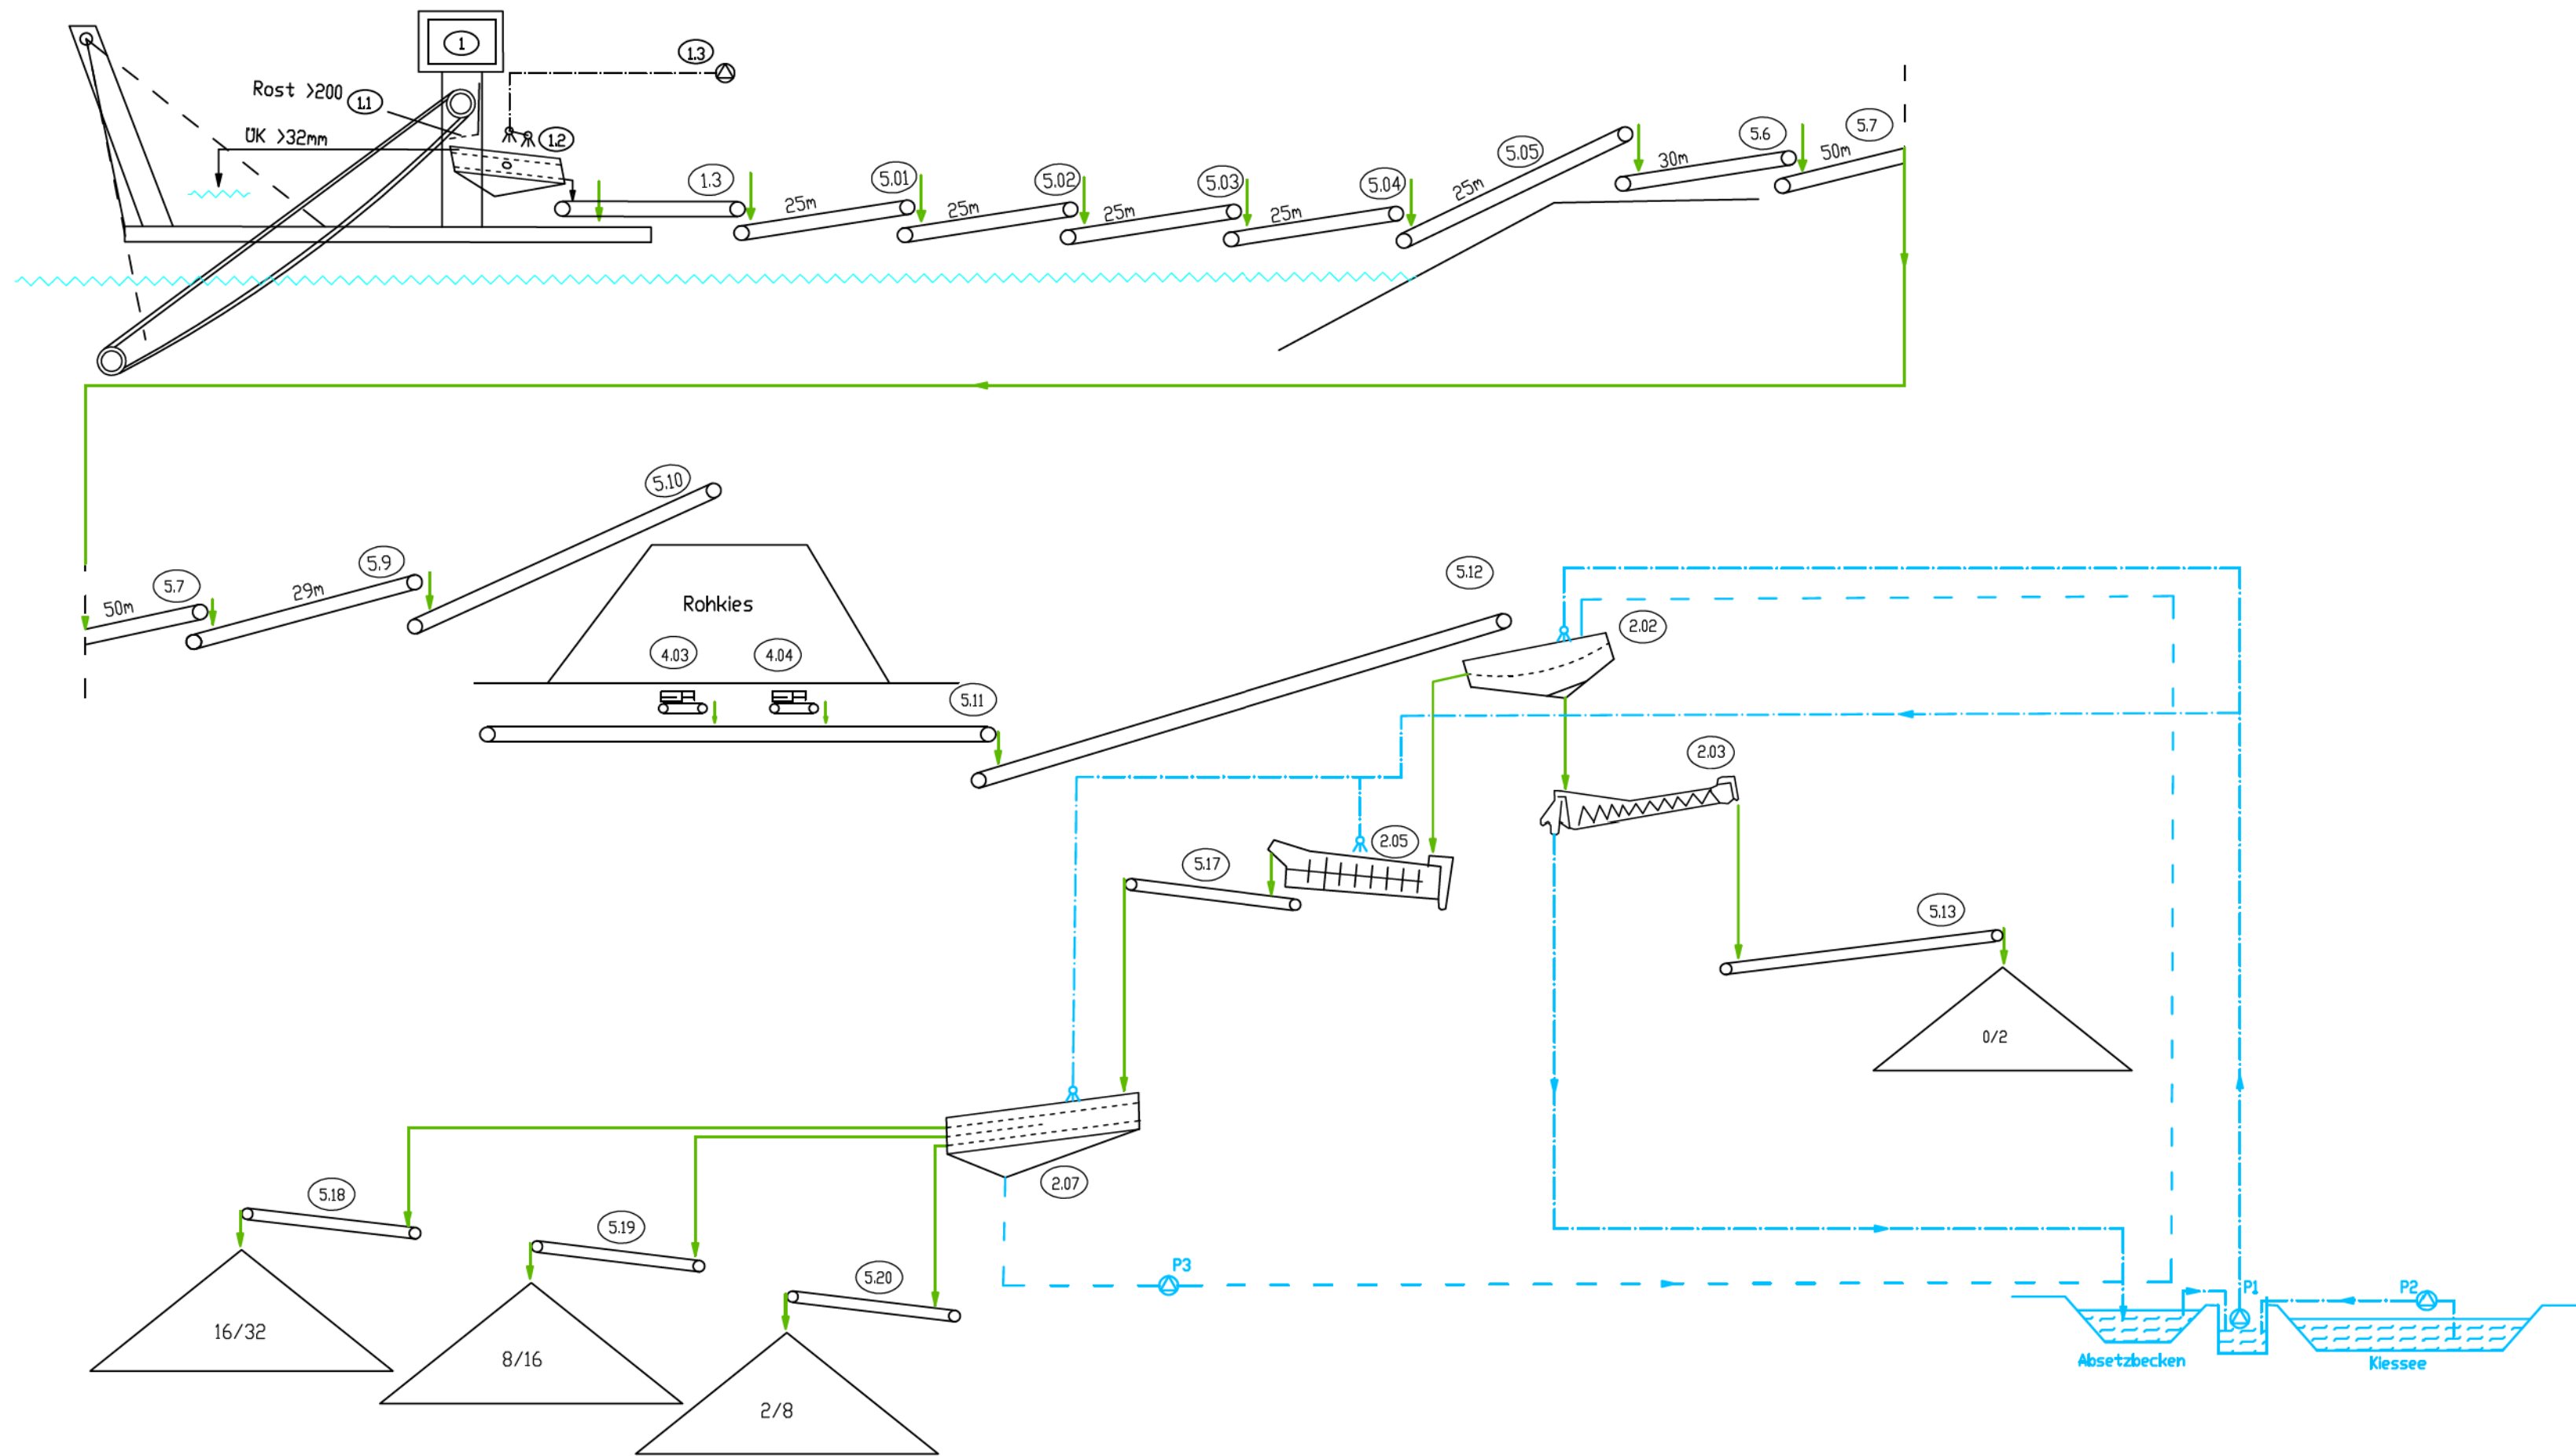 1
1.3
Rost >200
1.1
ÜK >32mm
1.2
1.3
25m
5.01
25m
5.02
25m
5.03
25m
5.04
25m
5.05
30m
5.6
50m
5.7
50m
5.7
29m
5.9
5.10
Rohkies
4.03
4.04
5.11
5.12
2.02
2.03
2.05
5.17
5.13
0/2
2.07
5.18
5.19
5.20
16/32
8/16
2/8
P3
P1
P2
Absetzbecken
Kiessee